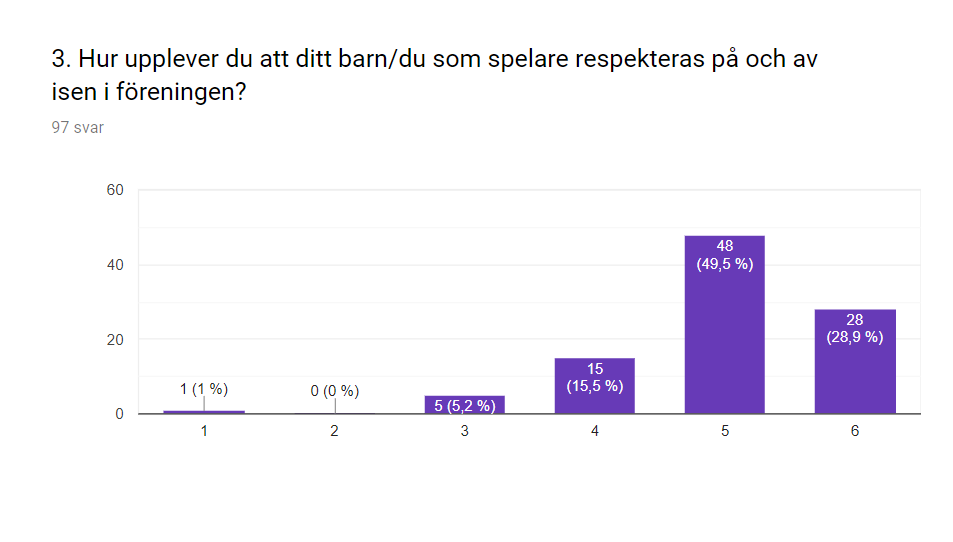 3. Hur upplever du att ditt barn/du som spelare respekteras på och av
isen i föreningen?
97 svar
60
40
20
0
1 (1 %)
0 (0 %)
5 (5,2 %)
15
(15,5 %)
48
(49,5 %)
28
(28,9 %)
1 2 3 4 5 6